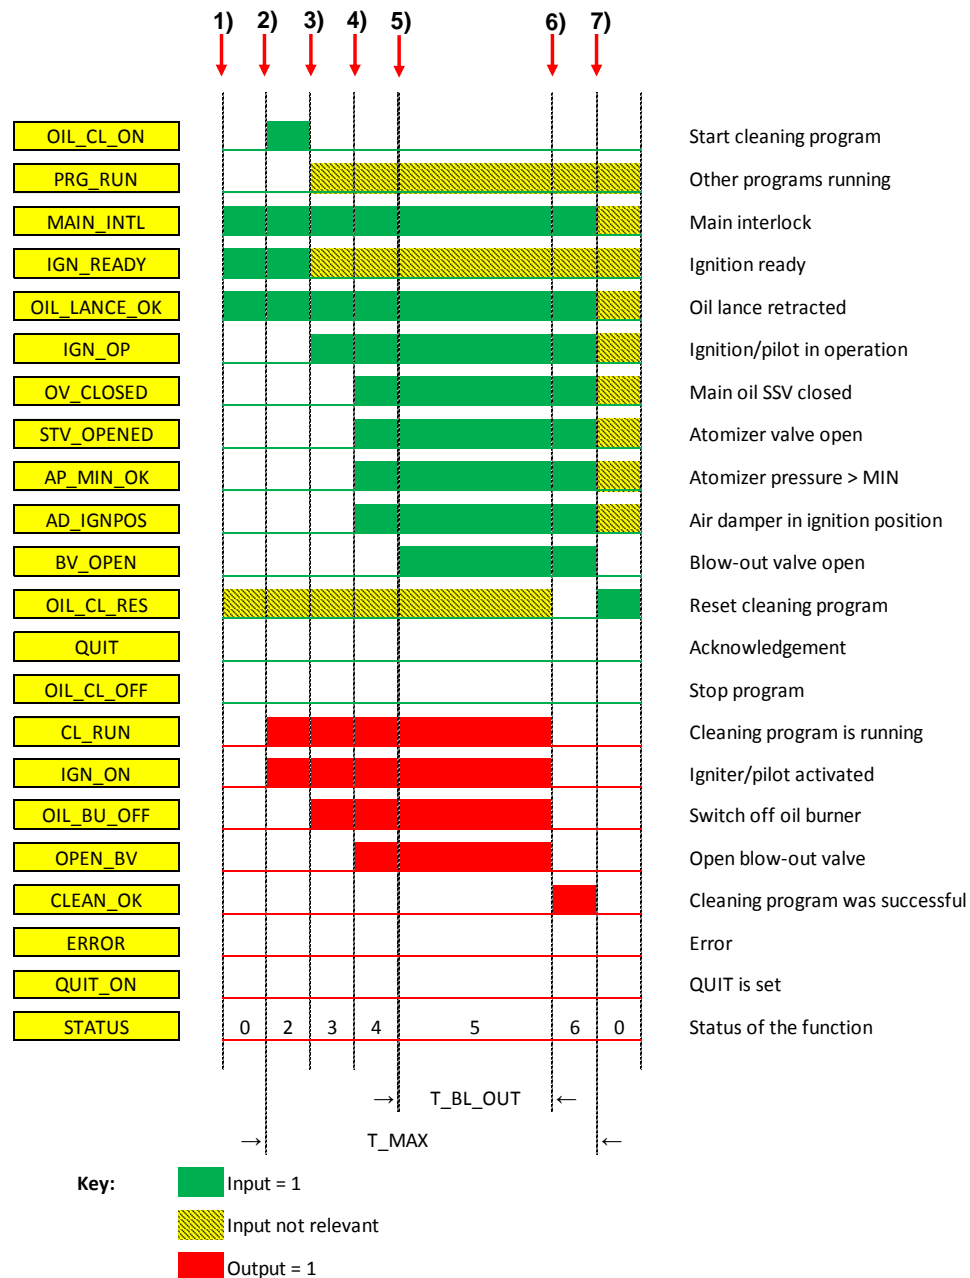 1) 2) 3) 4) 5) 6) 7)
OIL_CL_ON Start cleaning program
PRG_RUN Other programs running
MAIN_INTL Main interlock
IGN_READY Ignition ready
OIL_LANCE_OK Oil lance retracted
IGN_OP Ignition/pilot in operation
OV_CLOSED Main oil SSV closed
STV_OPENED Atomizer valve open
AP_MIN_OK Atomizer pressure > MIN
AD_IGNPOS Air damper in ignition position
BV_OPEN Blow-out valve open
OIL_CL_RES Reset cleaning program
QUIT Acknowledgement
OIL_CL_OFF Stop program
CL_RUN Cleaning program is running
IGN_ON Igniter/pilot activated
OIL_BU_OFF Switch off oil burner
OPEN_BV Open blow-out valve
CLEAN_OK Cleaning program was successful
ERROR Error
QUIT_ON QUIT is set
STATUS 0 2 3 4 5 6 0 Status of the function
→ T_BL_OUT ←
→ T_MAX ←
Key: Input = 1
Input not relevant
Output = 1